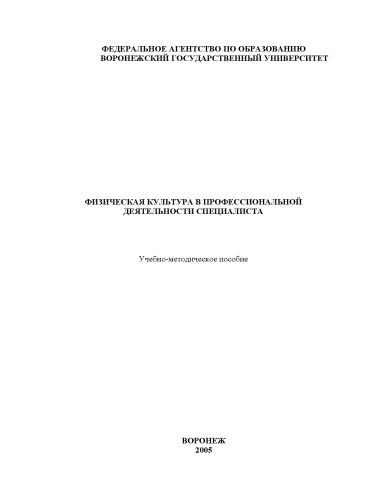 ФЕДЕРАЛЬНОЕ АГЕНТСТВО ПО ОБРАЗОВАНИЮ
ВОРОНЕЖСКИЙ ГОСУДАРСТВЕННЫЙ УНИВЕРСИТЕТ
ФИЗИЧЕСКАЯ КУЛЬТУРА В ПРОФЕССИОНАЛЬНОЙ
ДЕЯТЕЛЬНОСТИ СПЕЦИАЛИСТА
Учебно-методическое пособие
ВОРОНЕЖ
2005